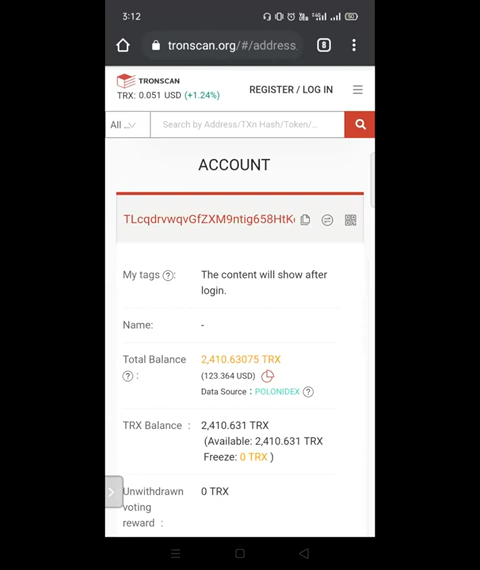 3:12
tronscan.org/#/address
8
TRONSCAN
TRX: 0.051 USD (+1.24%)
REGISTER / LOG IN
All ...
Search by Address/TXn Hash/Token/...
ACCOUNT
TLcqdrvwqvGfZXM9ntig658HtK
My tags ?:
The content will show after
login.
Name:
-
Total Balance
? :
2,410.63075 TRX
(123.364 USD)
Data Source : POLONIDEX ?
TRX Balance :
2,410.631 TRX
(Available: 2,410.631 TRX
Freeze: 0 TRX )
Unwithdrawn
voting
reward :
0 TRX